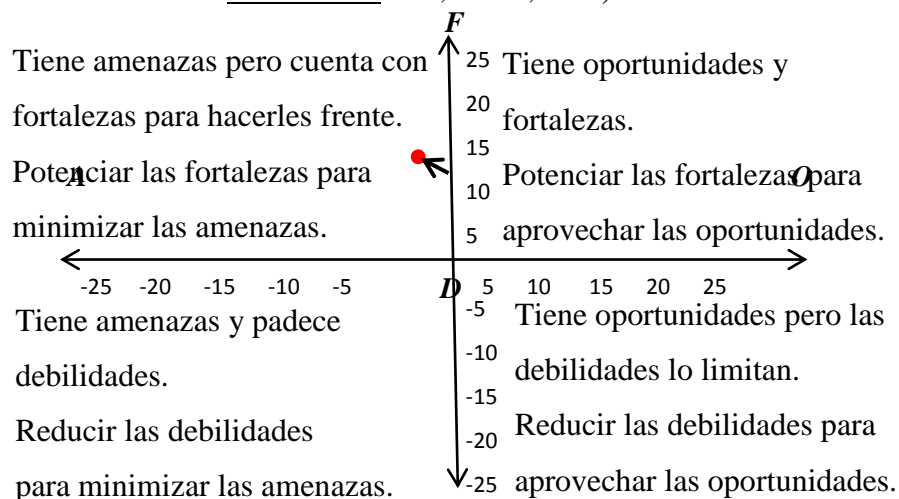 F
Tiene amenazas pero cuenta con
fortalezas para hacerles frente.
Potenciar las fortalezas para
minimizar las amenazas.
A
25
20
15
10
5
Tiene oportunidades y
fortalezas.
Potenciar las fortalezas para
aprovechar las oportunidades.
O
-25 -20 -15 -10 -5
D
5 10 15 20 25
Tiene amenazas y padece
debilidades.
Reducir las debilidades
para minimizar las amenazas.
-5
-10
-15
-20
-25
Tiene oportunidades pero las
debilidades lo limitan.
Reducir las debilidades para
aprovechar las oportunidades.